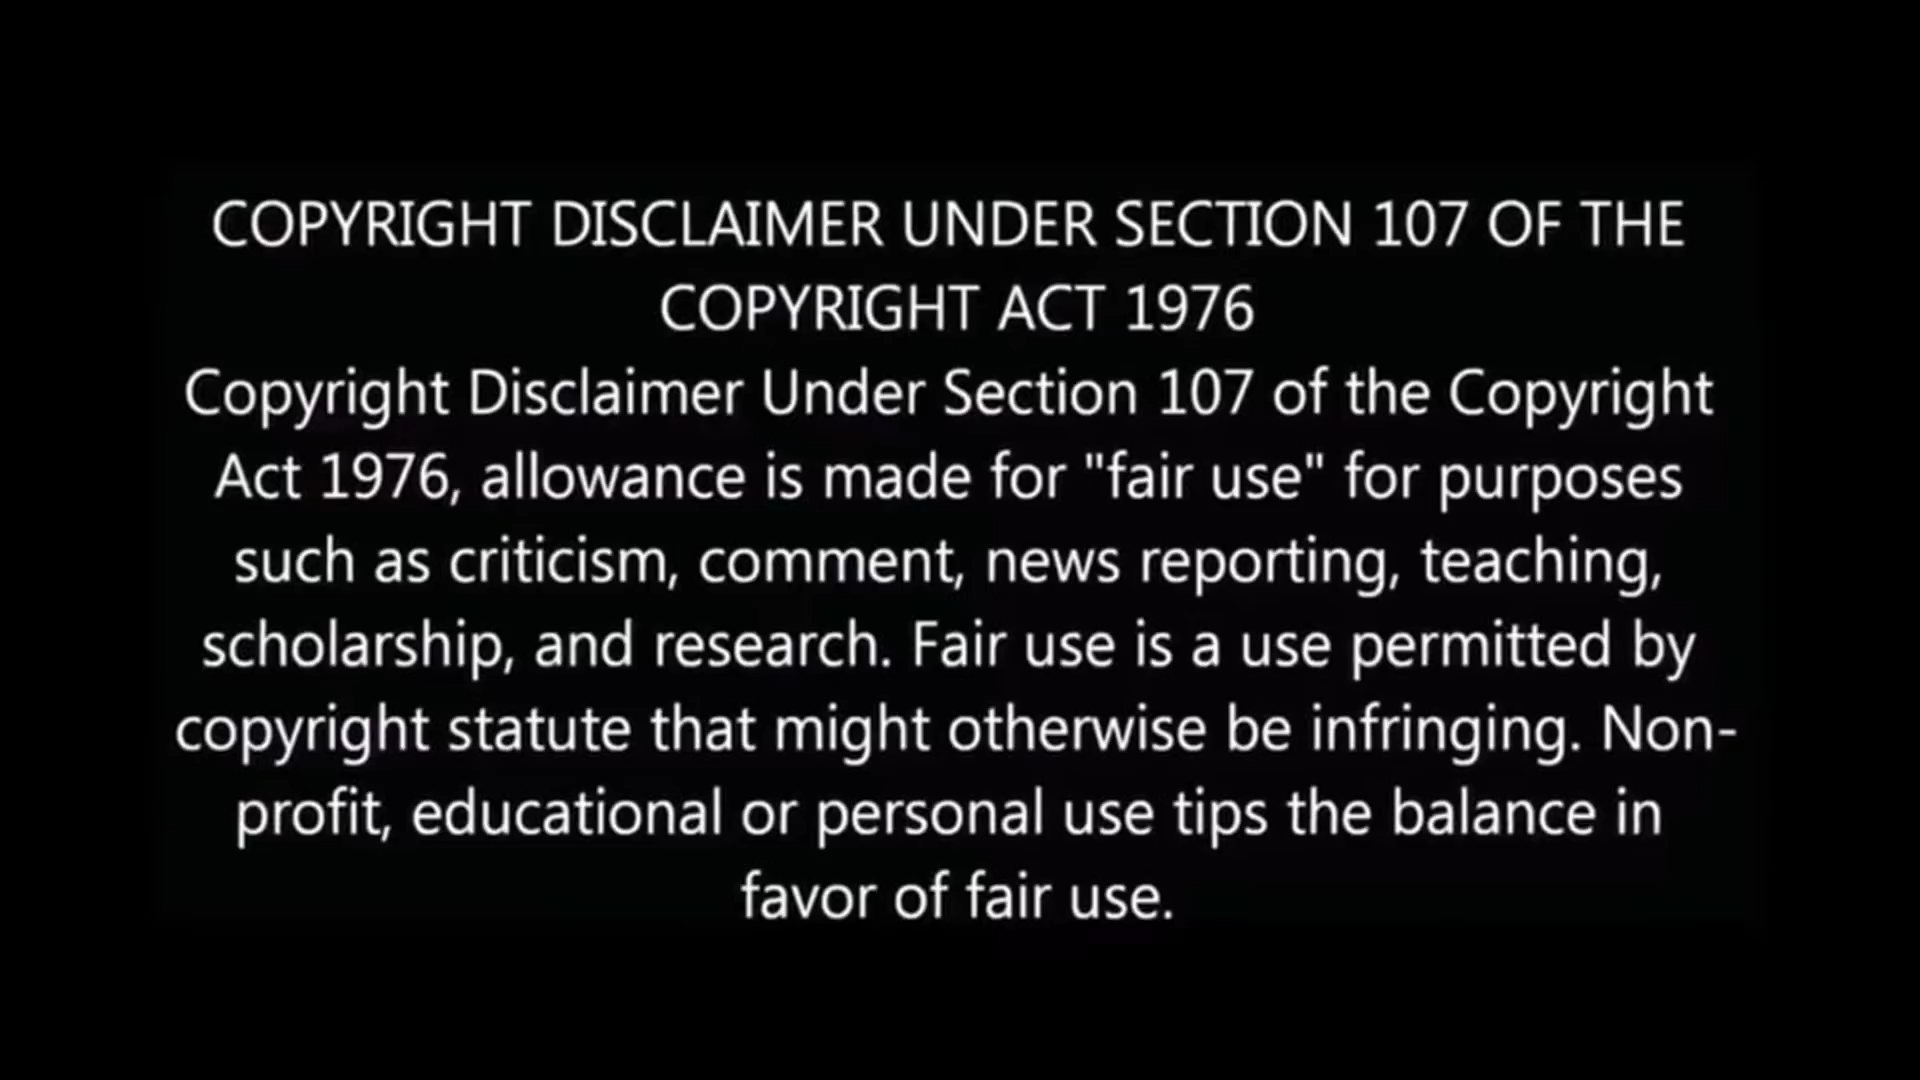 COPYRIGHT DISCLAIMER UNDER SECTION 107 OF THE
COPYRIGHT ACT 1976
Copyright Disclaimer Under Section 107 of the Copyright
Act 1976, allowance is made for "fair use" for purposes
such as criticism, comment, news reporting, teaching,
scholarship, and research. Fair use is a use permitted by
copyright statute that might otherwise be infringing. Non-
profit, educational or personal use tips the balance in
favor of fair use.